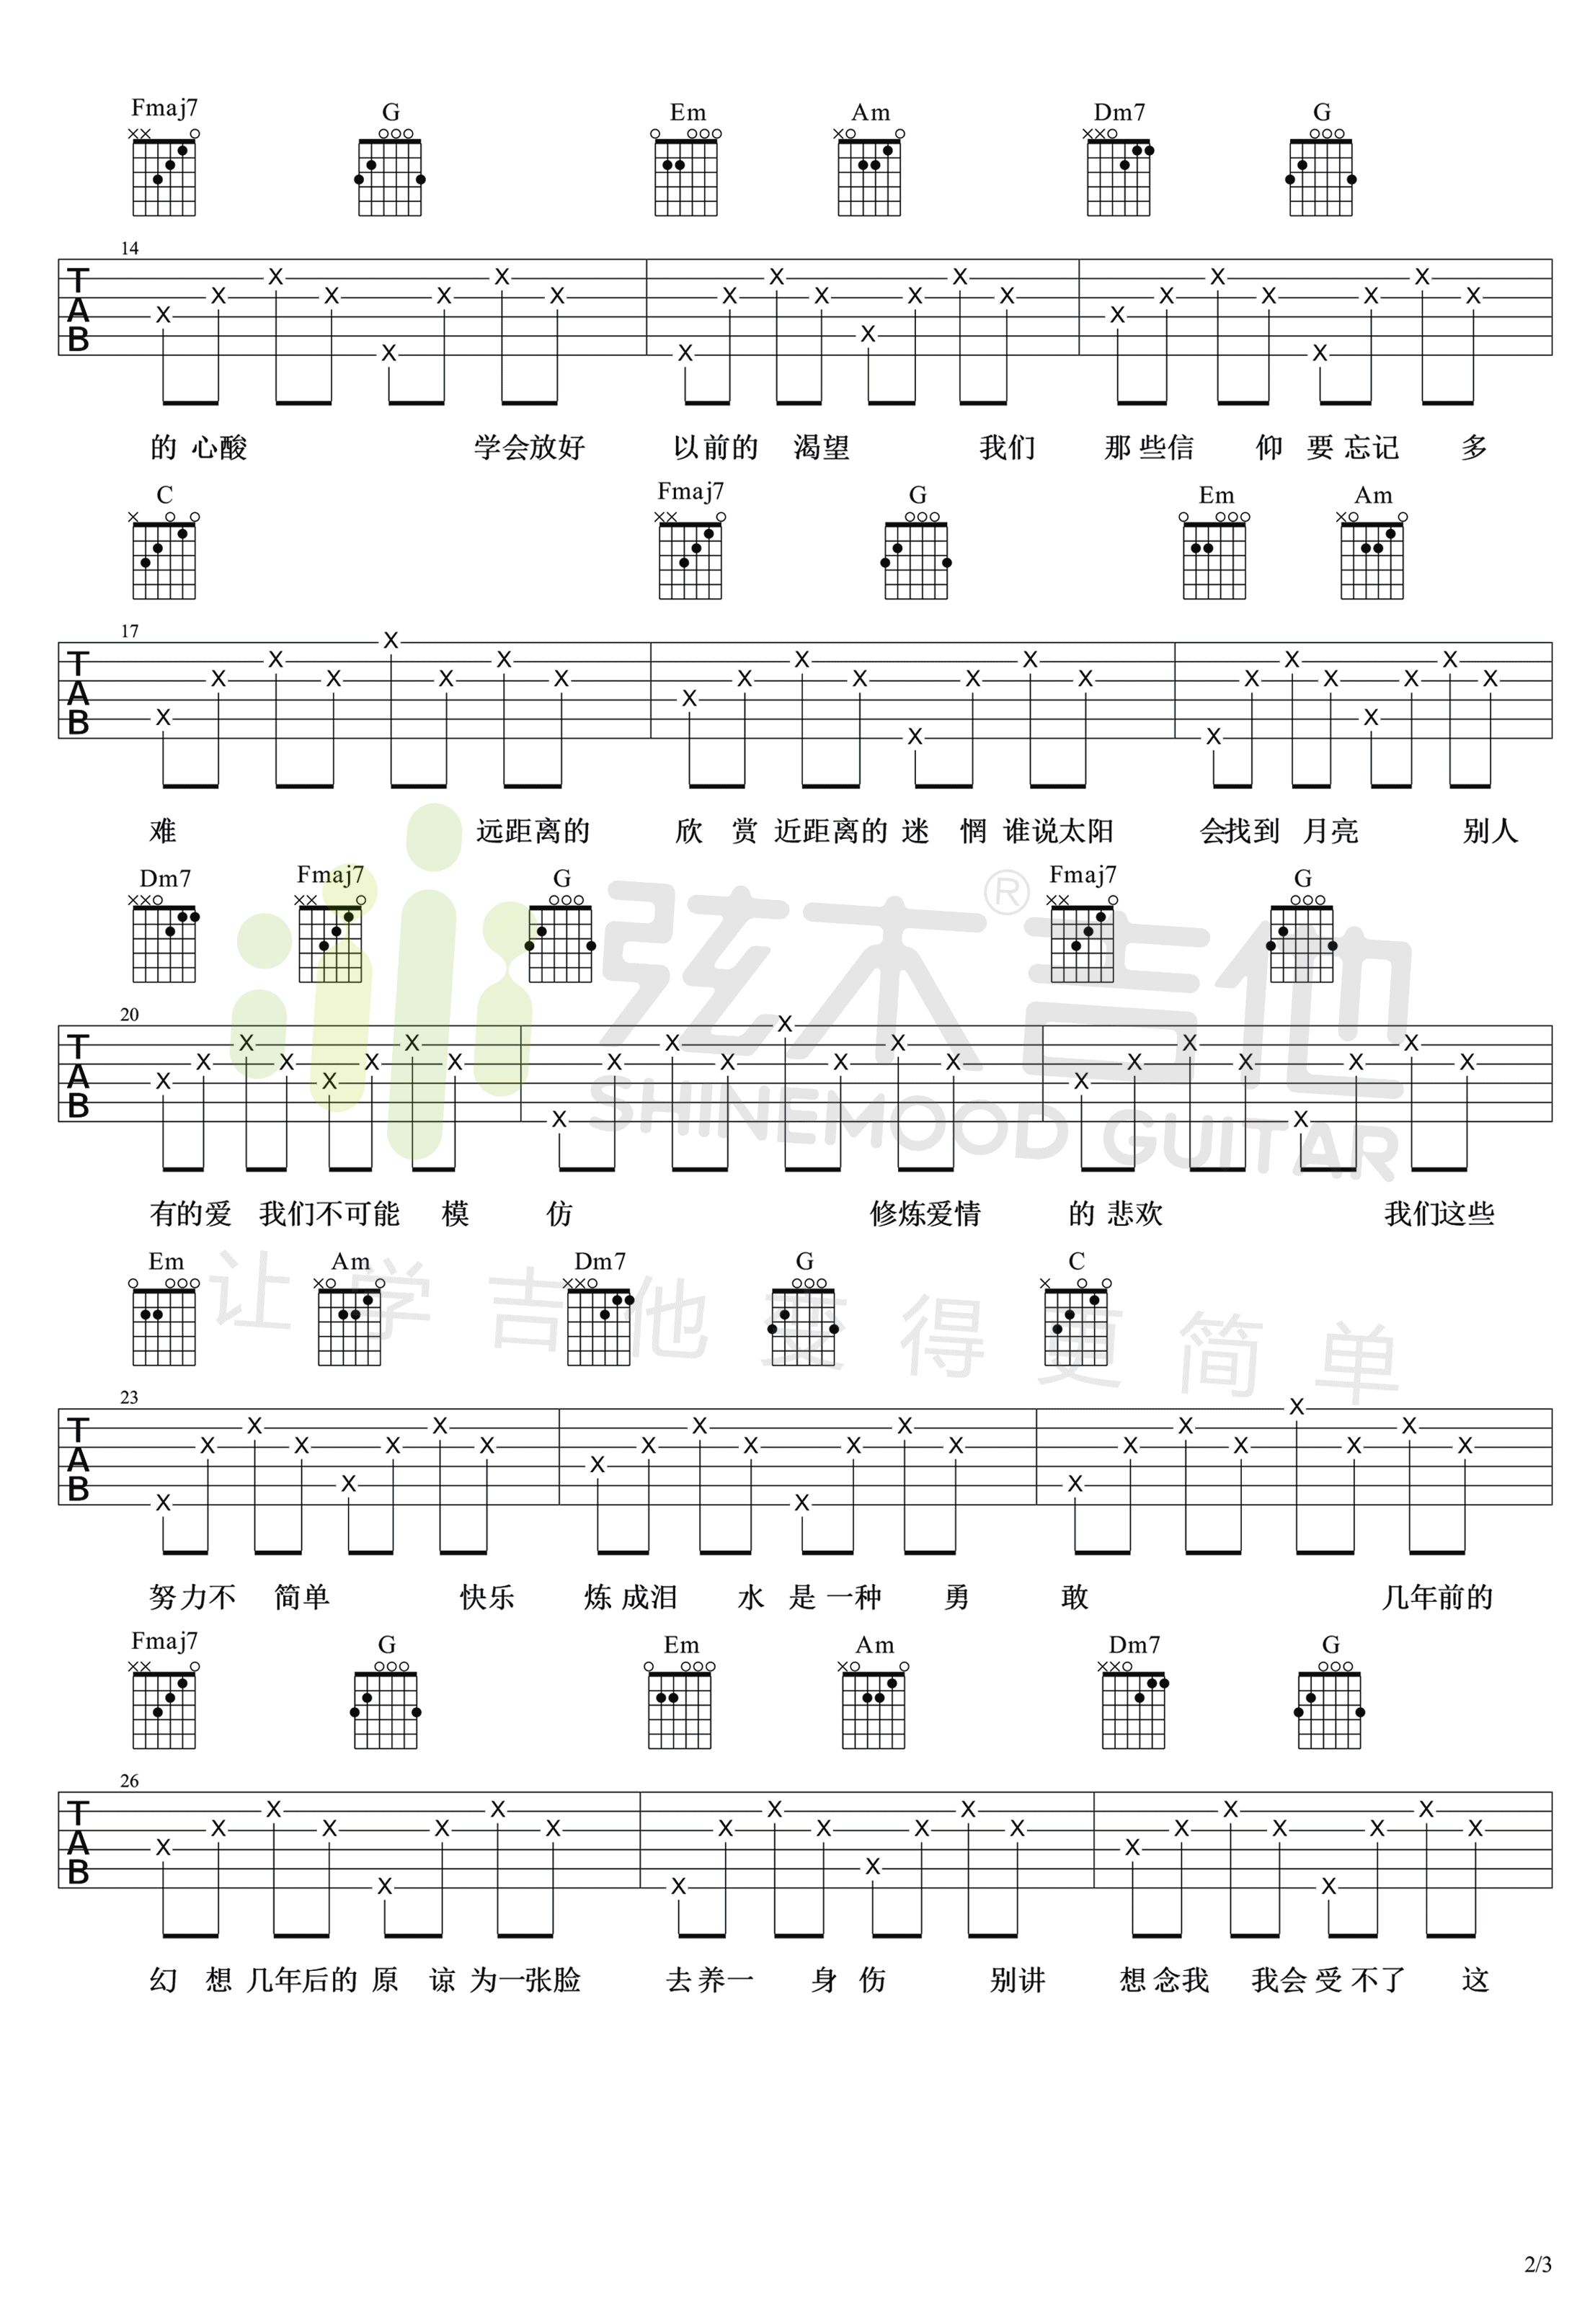 Fmaj7 G Em Am Dm7 G
14
T
A
B
的 心酸 学会放好 以前的 渴望 我们 那些信 仰 要 忘记 多
C Fmaj7 G Em Am
17
T
A
B
难 远距离的 欣 赏 近距离的 迷 惘 谁说太阳 会找到 月亮 别人
Dm7 Fmaj7 G Fmaj7 G
弦木吉他®
20
T
A
B
SHINEMOOD GUITAR
有的爱 我们不可能 模 仿 修炼爱情 的 悲欢 我们这些
Em Am Dm7 G C
让学吉他变得更简单
23
T
A
B
努力不 简单 快乐 炼 成泪 水 是 一种 勇 敢 几年前的
Fmaj7 G Em Am Dm7 G
26
T
A
B
幻 想 几年后的 原 谅 为一张脸 去 养一 身 伤 别讲 想 念我 我会 受 不了 这
2/3